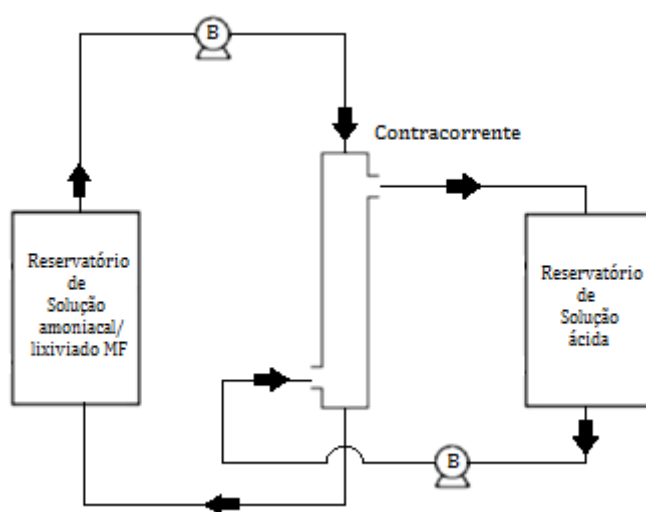 B
Contracorrente
Reservatório
de
Solução
amoniacal/
lixiviado MF
Reservatório
de
Solução
ácida
B